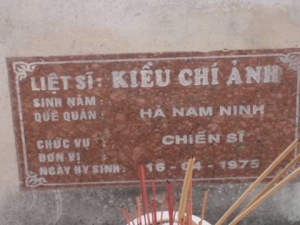 LIỆT SĨ: KIỀU CHÍ ẢNH
SINH NĂM:
QUÊ QUÁN: HÀ NAM NINH
CHỨC VỤ: CHIẾN SĨ
ĐƠN VỊ:
NGÀY HY SINH: 16-04-1975